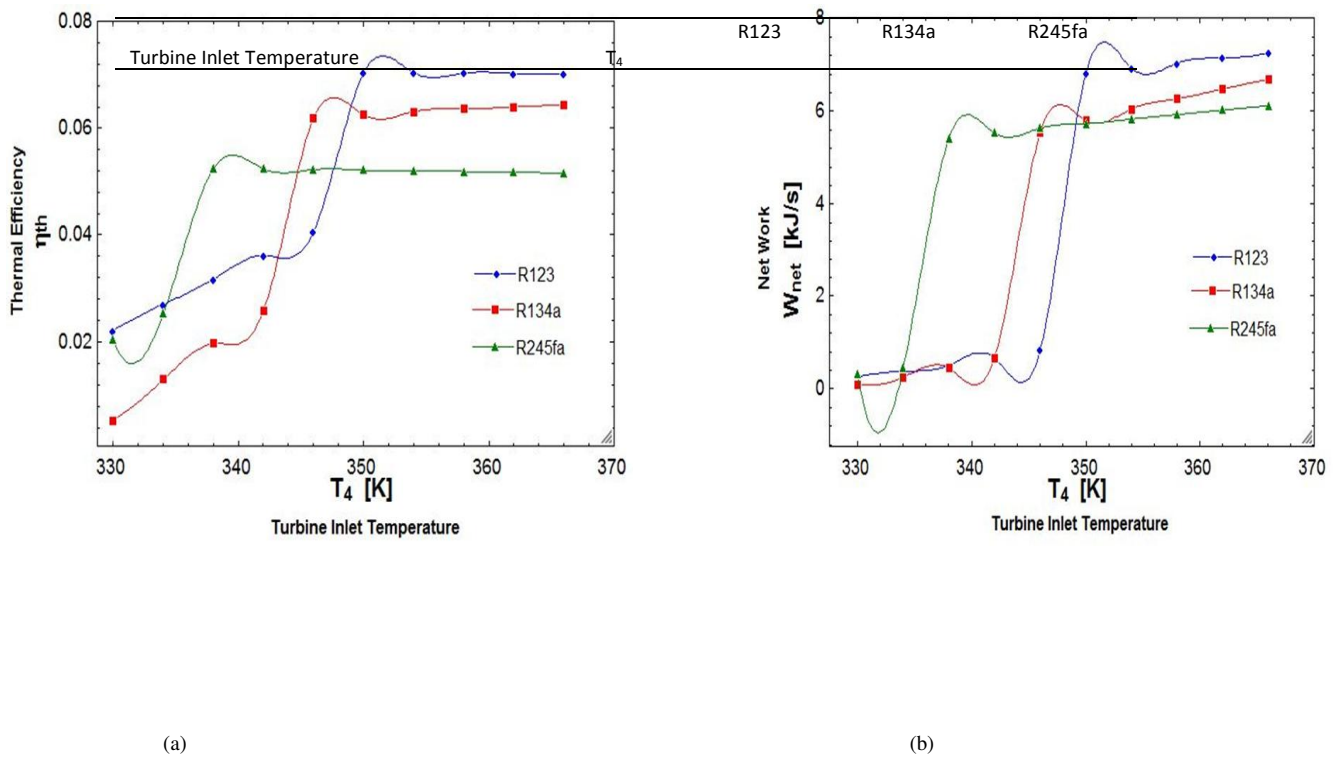 R123 R134a R245fa
Turbine Inlet Temperature T4
0.08
0.06
0.04
0.02
Thermal Efficiency
ηth
R123
R134a
R245fa
330 340 350 360 370
T4 [K]
Turbine Inlet Temperature
8
6
4
2
0
Net Work
Wnet [kJ/s]
R123
R134a
R245fa
330 340 350 360 370
T4 [K]
Turbine Inlet Temperature
(a) (b)